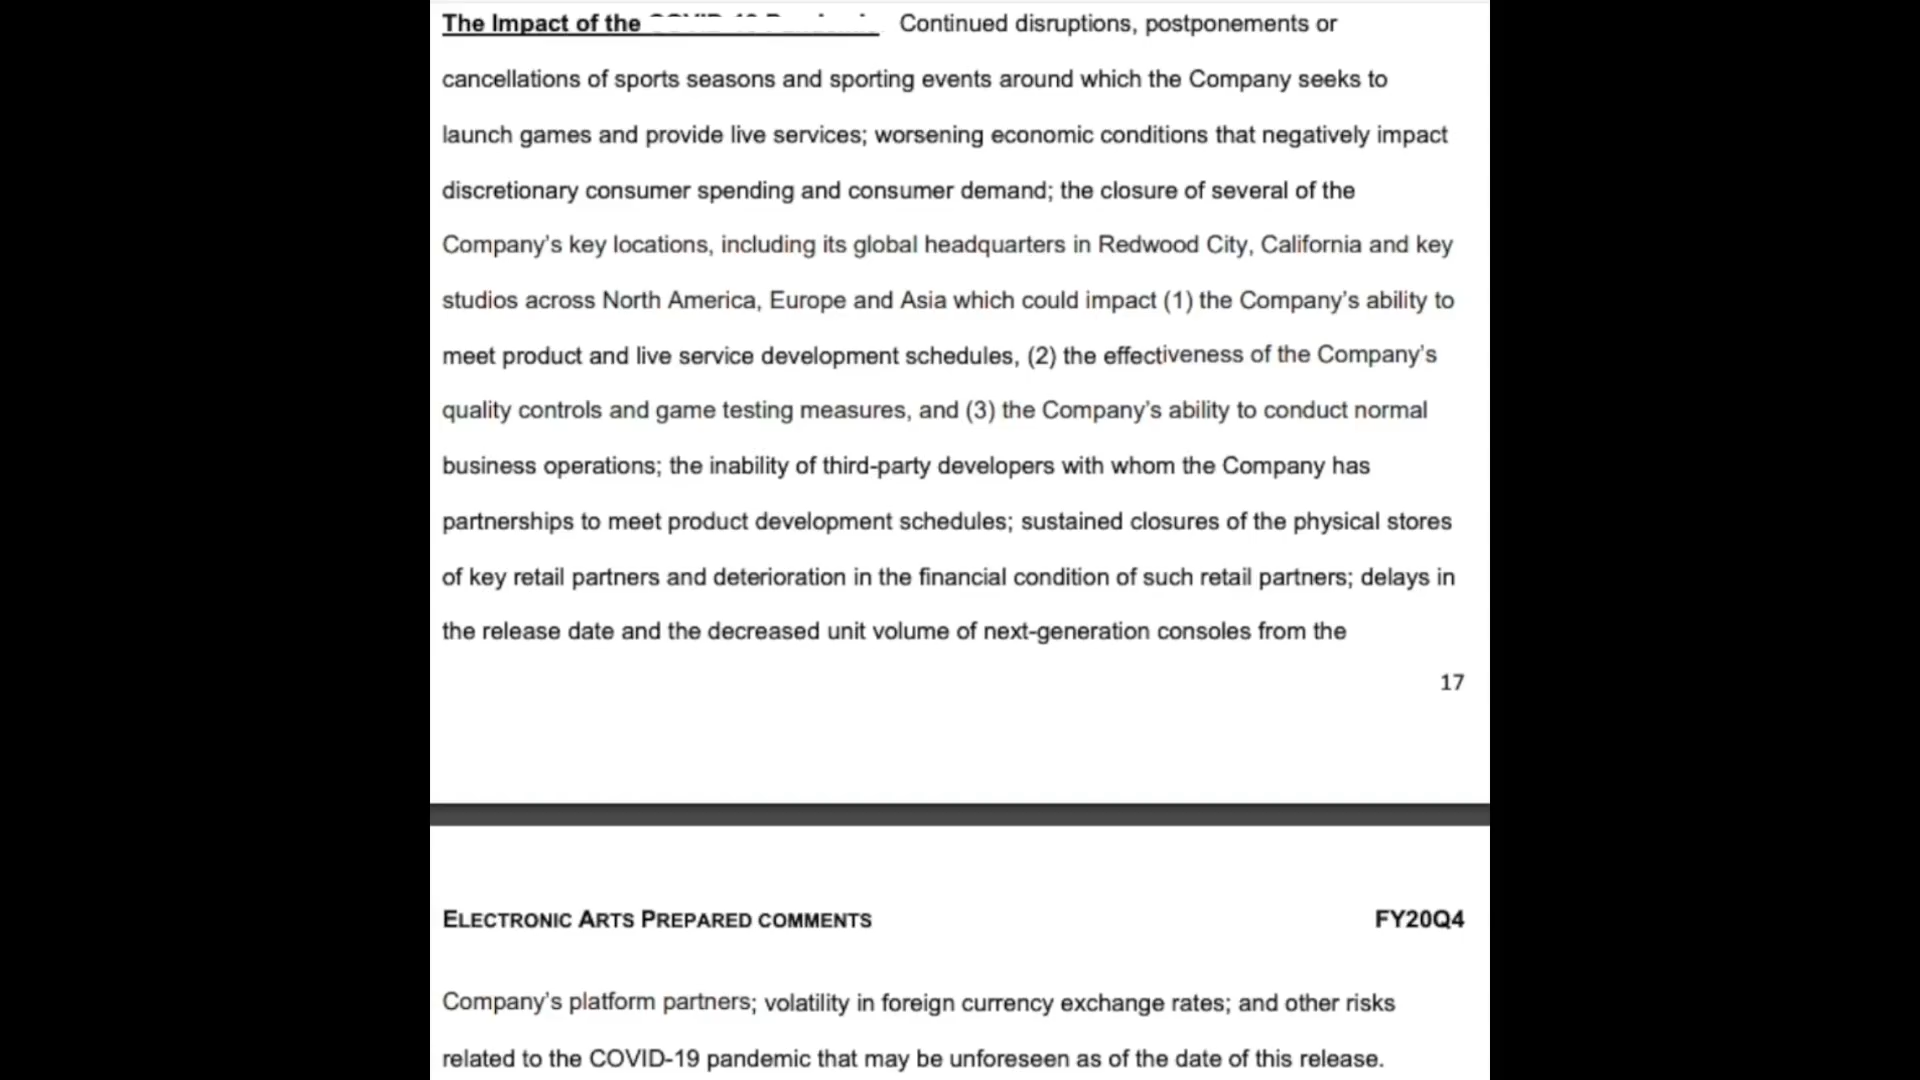 The Impact of the Continued disruptions, postponements or
cancellations of sports seasons and sporting events around which the Company seeks to
launch games and provide live services; worsening economic conditions that negatively impact
discretionary consumer spending and consumer demand; the closure of several of the
Company’s key locations, including its global headquarters in Redwood City, California and key
studios across North America, Europe and Asia which could impact (1) the Company’s ability to
meet product and live service development schedules, (2) the effectiveness of the Company’s
quality controls and game testing measures, and (3) the Company’s ability to conduct normal
business operations; the inability of third-party developers with whom the Company has
partnerships to meet product development schedules; sustained closures of the physical stores
of key retail partners and deterioration in the financial condition of such retail partners; delays in
the release date and the decreased unit volume of next-generation consoles from the
17
ELECTRONIC ARTS PREPARED COMMENTS FY20Q4
Company’s platform partners; volatility in foreign currency exchange rates; and other risks
related to the COVID-19 pandemic that may be unforeseen as of the date of this release.